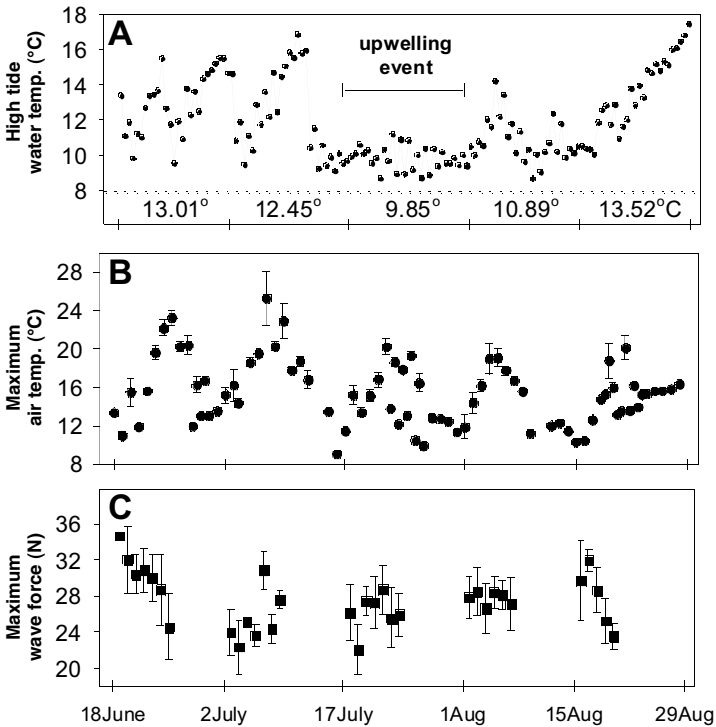 A
High tide
water temp. (°C)
18
16
14
12
10
8
upwelling
event
13.01° 12.45° 9.85° 10.89° 13.52°C
B
Maximum
air temp. (°C)
28
24
20
16
12
8
C
Maximum
wave force (N)
36
32
28
24
20
18June 2July 17July 1Aug 15Aug 29Aug